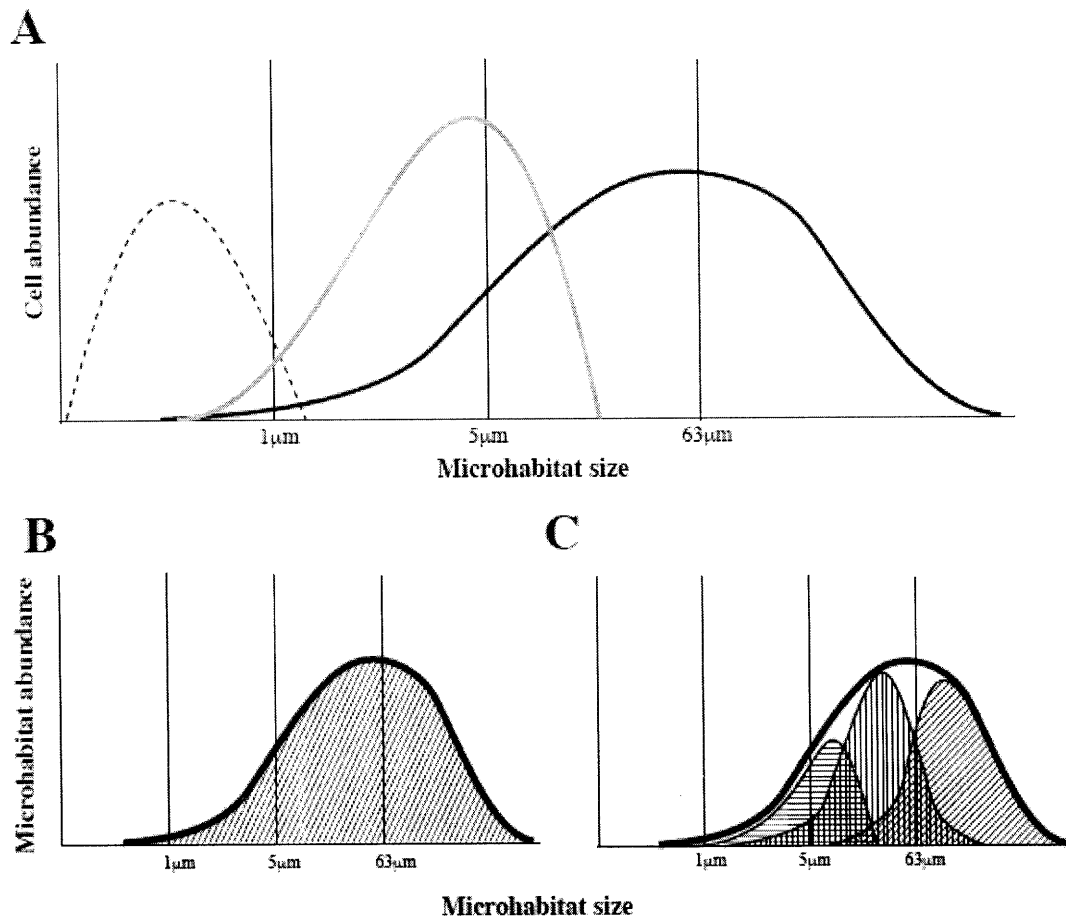 A
Cell abundance
1μm 5μm 63μm
Microhabitat size
B C
Microhabitat abundance
1μm 5μm 63μm 1μm 5μm 63μm
Microhabitat size